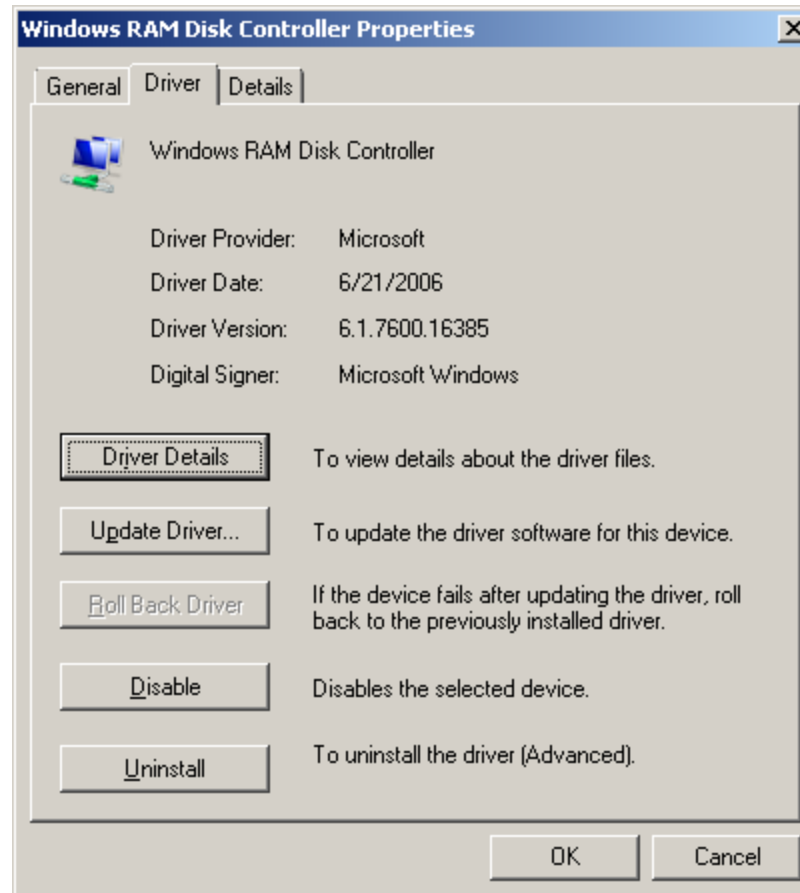 Windows RAM Disk Controller Properties
General Driver Details
Windows RAM Disk Controller
Driver Provider: Microsoft
Driver Date: 6/21/2006
Driver Version: 6.1.7600.16385
Digital Signer: Microsoft Windows
Driver Details To view details about the driver files.
Update Driver... To update the driver software for this device.
Roll Back Driver If the device fails after updating the driver, roll
back to the previously installed driver.
Disable Disables the selected device.
Uninstall To uninstall the driver (Advanced).
OK Cancel